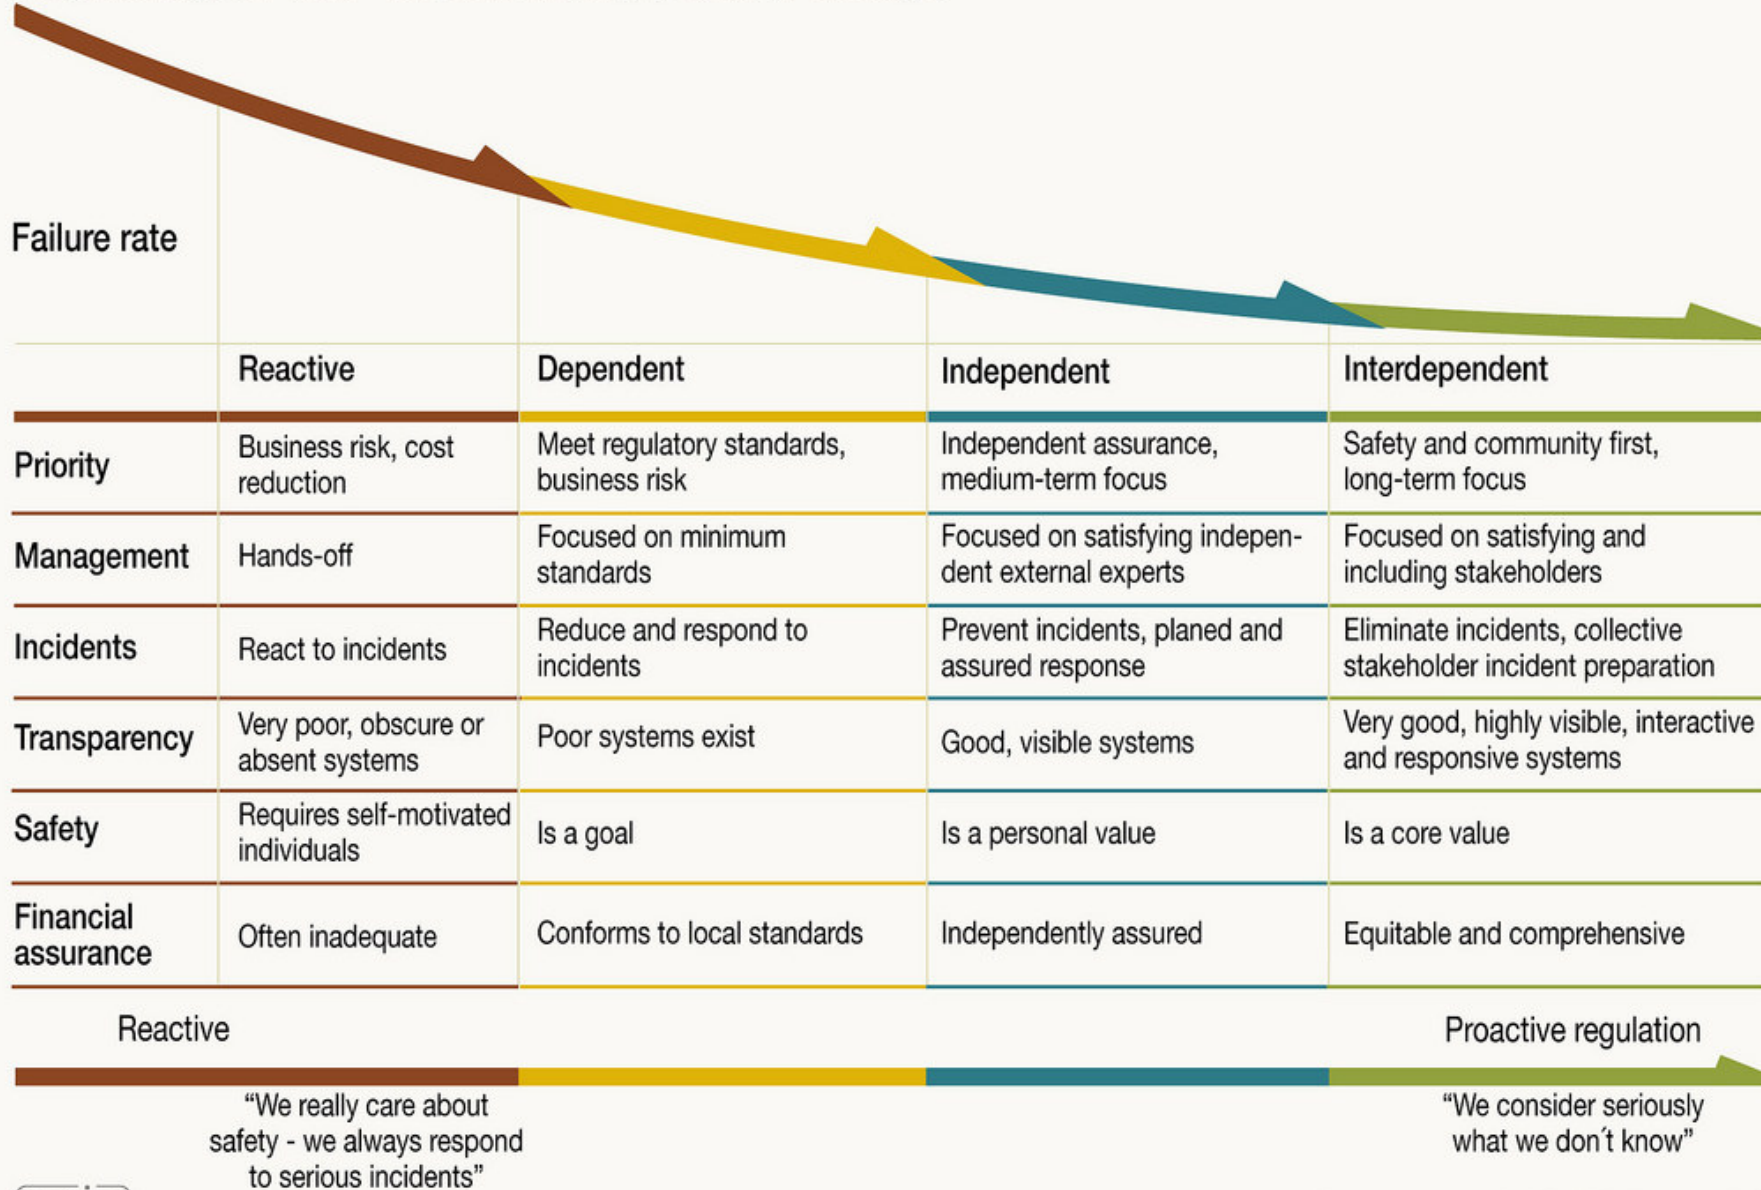 Failure rate
Reactive
Dependent
Independent
Interdependent
Priority
Business risk, cost
reduction
Meet regulatory standards,
business risk
Independent assurance,
medium-term focus
Safety and community first,
long-term focus
Management
Hands-off
Focused on minimum
standards
Focused on satisfying indepen-
dent external experts
Focused on satisfying and
including stakeholders
Incidents
React to incidents
Reduce and respond to
incidents
Prevent incidents, planed and
assured response
Eliminate incidents, collective
stakeholder incident preparation
Transparency
Very poor, obscure or
absent systems
Poor systems exist
Good, visible systems
Very good, highly visible, interactive
and responsive systems
Safety
Requires self-motivated
individuals
Is a goal
Is a personal value
Is a core value
Financial
assurance
Often inadequate
Conforms to local standards
Independently assured
Equitable and comprehensive
Reactive
Proactive regulation
“We really care about
safety - we always respond
to serious incidents”
“We consider seriously
what we don´t know”